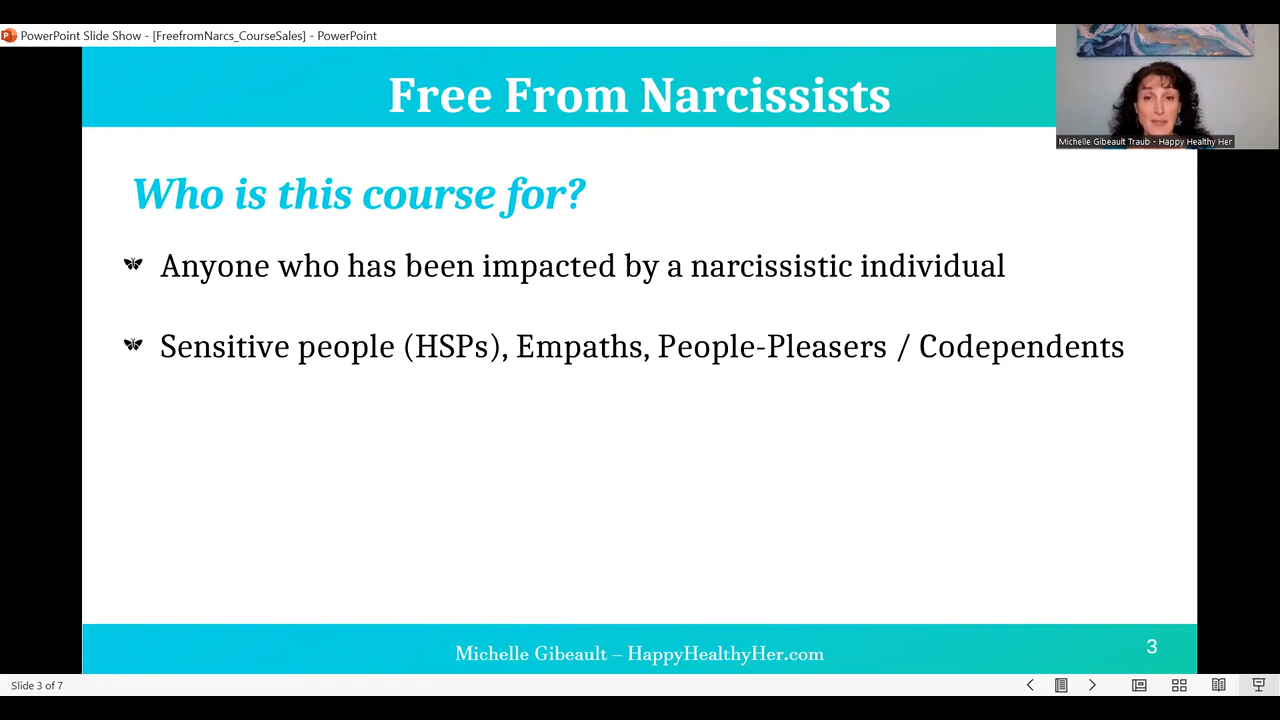 PowerPoint Slide Show - [FreefromNarcs_CourseSales] - PowerPoint
Free From Narcissists
Michelle Gibeault Traub - Happy Healthy Her
Who is this course for?
Anyone who has been impacted by a narcissistic individual
Sensitive people (HSPs), Empaths, People-Pleasers / Codependents
Michelle Gibeault – HappyHealthyHer.com
3
Slide 3 of 7